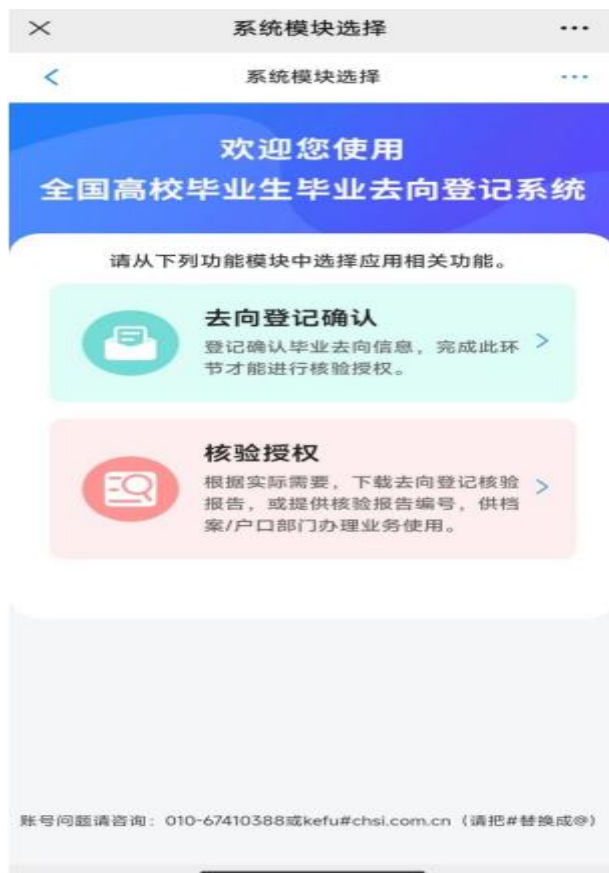 系统模块选择
系统模块选择
欢迎您使用
全国高校毕业生毕业去向登记系统
请从下列功能模块中选择应用相关功能。
去向登记确认
登记确认毕业去向信息，完成此环
节才能进行核验授权。
核验授权
根据实际需要，下载去向登记核验
报告，或提供核验报告编号，供档
案/户口部门办理业务使用。
账号问题请咨询：010-67410388或kefu#chsi.com.cn（请把#替换成@）